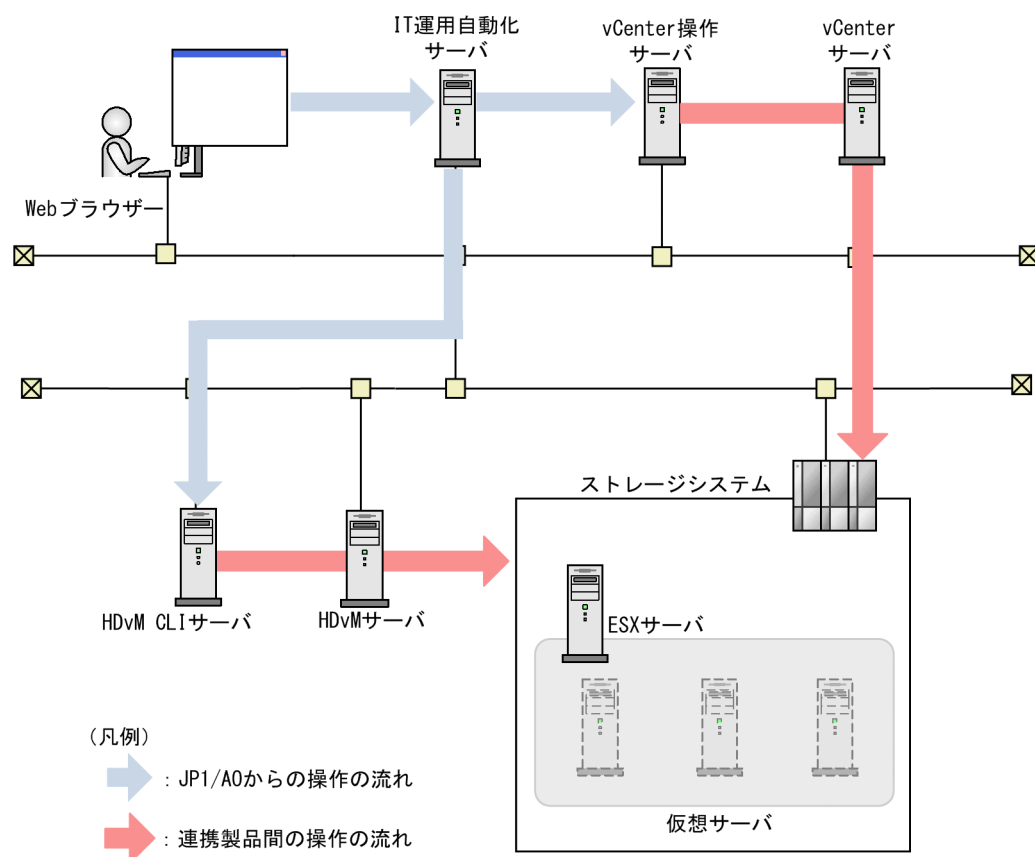 IT運用自動化
サーバ
vCenter操作
サーバ
vCenter
サーバ
Webブラウザー
ストレージシステム
HDvM CLIサーバ
HDvMサーバ
ESXサーバ
仮想サーバ
(凡例)
:JP1/AOからの操作の流れ
:連携製品間の操作の流れ